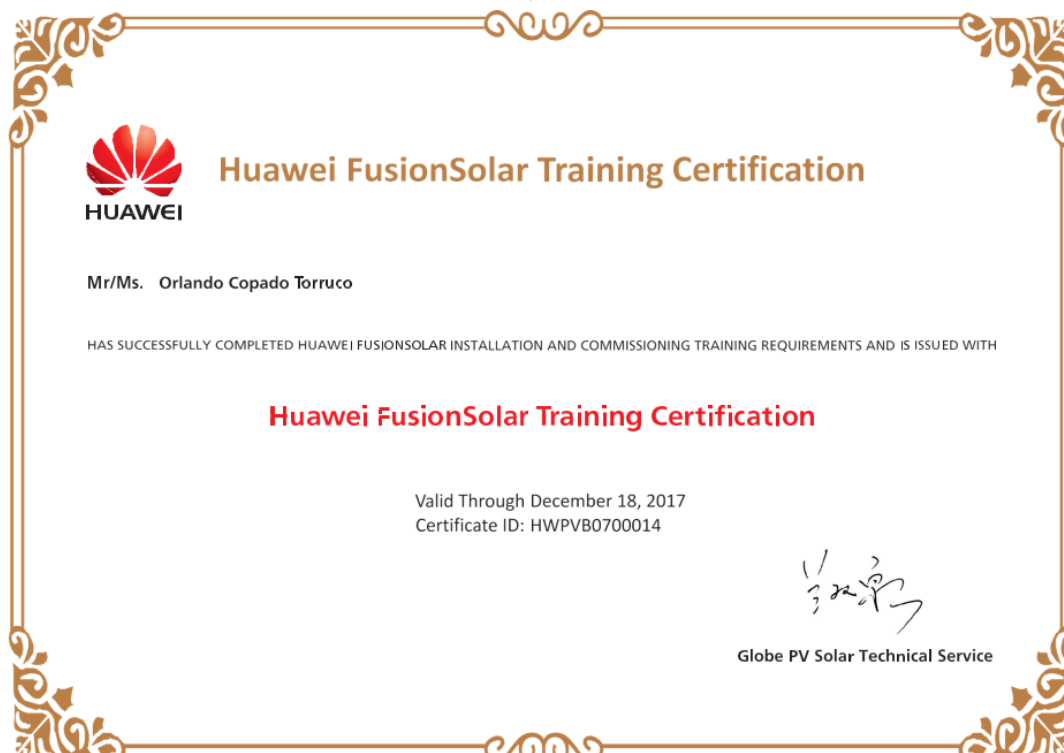 Huawei FusionSolar Training Certification
HUAWEI
Mr/Ms. Orlando Copado Torruco
HAS SUCCESSFULLY COMPLETED HUAWEI FUSIONSOLAR INSTALLATION AND COMMISSIONING TRAINING REQUIREMENTS AND IS ISSUED WITH
Huawei FusionSolar Training Certification
Valid Through December 18, 2017
Certificate ID: HWPVB0700014
Globe PV Solar Technical Service